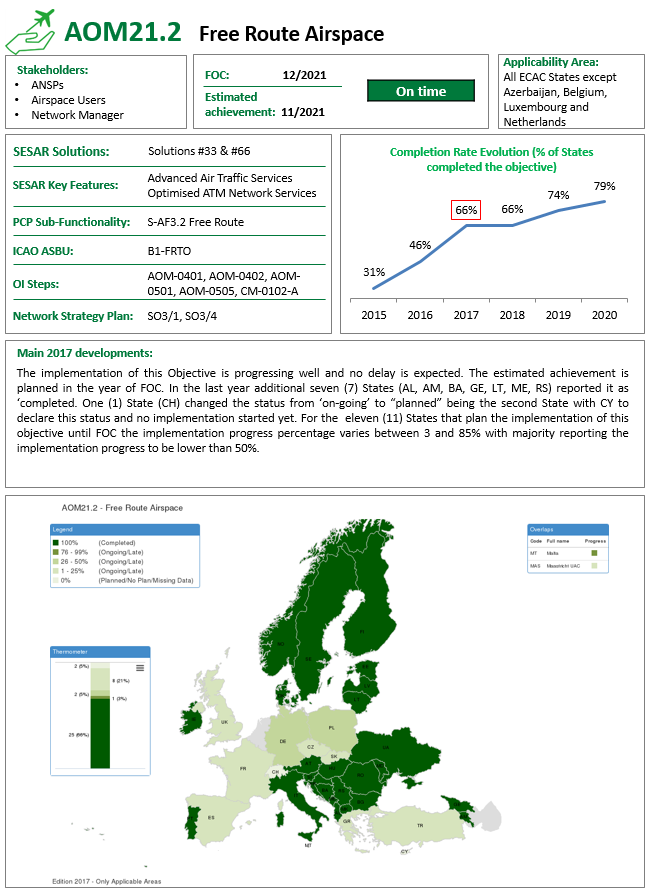 AOM21.2 Free Route Airspace
Stakeholders:
• ANSPs
• Airspace Users
• Network Manager
FOC: 12/2021
Estimated
achievement: 11/2021
On time
Applicability Area:
All ECAC States except
Azerbaijan, Belgium,
Luxembourg and
Netherlands
SESAR Solutions: Solutions #33 & #66
SESAR Key Features: Advanced Air Traffic Services
Optimised ATM Network Services
PCP Sub-Functionality: S-AF3.2 Free Route
ICAO ASBU: B1-FRTO
OI Steps: AOM-0401, AOM-0402, AOM-
0501, AOM-0505, CM-0102-A
Network Strategy Plan: SO3/1, SO3/4
Completion Rate Evolution (% of States
completed the objective)
31%
46%
66%
66%
74%
79%
2015 2016 2017 2018 2019 2020
Main 2017 developments:
The implementation of this Objective is progressing well and no delay is expected. The estimated achievement is
planned in the year of FOC. In the last year additional seven (7) States (AL, AM, BA, GE, LT, ME, RS) reported it as
‘completed. One (1) State (CH) changed the status from ‘on-going’ to “planned” being the second State with CY to
declare this status and no implementation started yet. For the eleven (11) States that plan the implementation of this
objective until FOC the implementation progress percentage varies between 3 and 85% with majority reporting the
implementation progress to be lower than 50%.
AOM21.2 - Free Route Airspace
Legend
100% (Completed)
76 - 99% (Ongoing/Late)
26 - 50% (Ongoing/Late)
1 - 25% (Ongoing/Late)
0% (Planned/No Plan/Missing Data)
Overlaps
Code Full name Progress
MT Malta
MAS Maastricht UAC
Thermometer
2 (5%)
8 (21%)
2 (5%)
1 (3%)
25 (66%)
UK
PL
DE
CZ
SK
FR
CH
ES
GR
TR
MT
CY
Edition 2017 - Only Applicable Areas